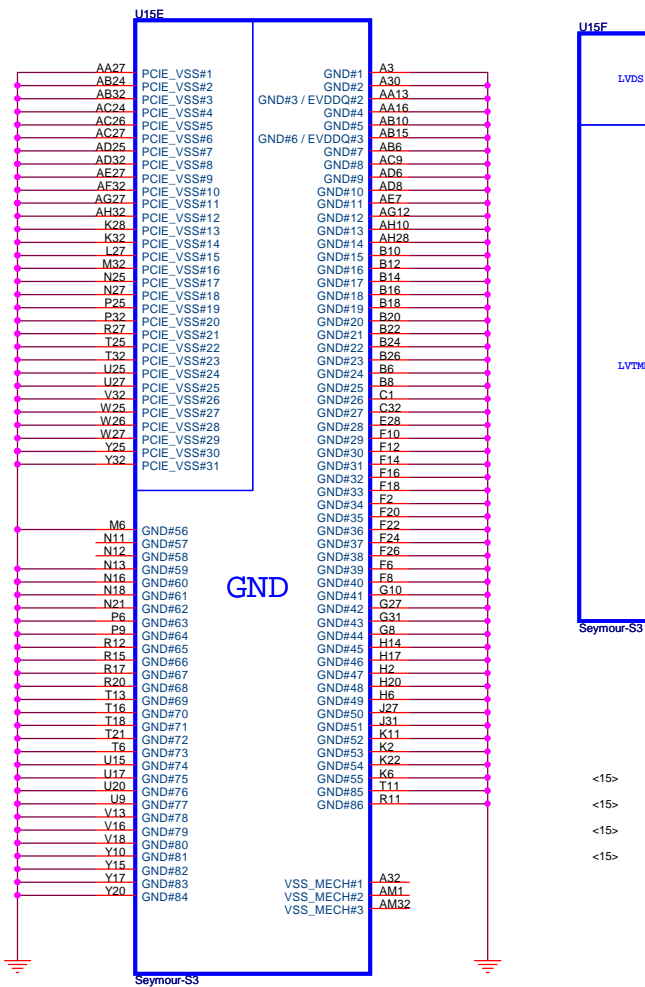 U15E
AA27 PCIE_VSS#1
AB24 PCIE_VSS#2
AB32 PCIE_VSS#3
AC24 PCIE_VSS#4
AC26 PCIE_VSS#5
AC27 PCIE_VSS#6
AD25 PCIE_VSS#7
AD32 PCIE_VSS#8
AE27 PCIE_VSS#9
AF32 PCIE_VSS#10
AG27 PCIE_VSS#11
AH32 PCIE_VSS#12
K28 PCIE_VSS#13
K32 PCIE_VSS#14
L27 PCIE_VSS#15
M32 PCIE_VSS#16
N25 PCIE_VSS#17
N27 PCIE_VSS#18
P25 PCIE_VSS#19
P32 PCIE_VSS#20
R27 PCIE_VSS#21
T25 PCIE_VSS#22
T32 PCIE_VSS#23
U25 PCIE_VSS#24
U27 PCIE_VSS#25
V32 PCIE_VSS#26
W25 PCIE_VSS#27
W26 PCIE_VSS#28
W27 PCIE_VSS#29
Y25 PCIE_VSS#30
Y32 PCIE_VSS#31
M6 GND#56
N11 GND#57
N12 GND#58
N13 GND#59
N16 GND#60
N18 GND#61
N21 GND#62
P6 GND#63
P9 GND#64
R12 GND#65
R15 GND#66
R17 GND#67
R20 GND#68
T13 GND#69
T16 GND#70
T18 GND#71
T21 GND#72
T6 GND#73
U15 GND#74
U17 GND#75
U20 GND#76
U9 GND#77
V13 GND#78
V16 GND#79
V18 GND#80
Y10 GND#81
Y15 GND#82
Y17 GND#83
Y20 GND#84
GND
GND#1 A3
GND#2 A30
GND#3 / EVDDQ#2 AA13
GND#4 AA16
GND#5 AB10
GND#6 / EVDDQ#3 AB15
GND#7 AB6
GND#8 AC9
GND#9 AD6
GND#10 AD8
GND#11 AE7
GND#12 AG12
GND#13 AH10
GND#14 AH28
GND#15 B10
GND#16 B12
GND#17 B14
GND#18 B16
GND#19 B18
GND#20 B20
GND#21 B22
GND#22 B24
GND#23 B26
GND#24 B6
GND#25 B8
GND#26 C1
GND#27 C32
GND#28 E28
GND#29 F10
GND#30 F12
GND#31 F14
GND#32 F16
GND#33 F18
GND#34 F2
GND#35 F20
GND#36 F22
GND#37 F24
GND#38 F26
GND#39 F6
GND#40 F8
GND#41 G10
GND#42 G27
GND#43 G31
GND#44 G8
GND#45 H14
GND#46 H17
GND#47 H2
GND#48 H20
GND#49 H6
GND#50 J27
GND#51 J31
GND#52 K11
GND#53 K2
GND#54 K22
GND#55 K6
GND#85 T11
GND#86 R11
VSS_MECH#1 A32
VSS_MECH#2 AM1
VSS_MECH#3 AM32
Seymour-S3
U15F
LVDS
Seymour-S3
<15>
<15>
<15>
<15>